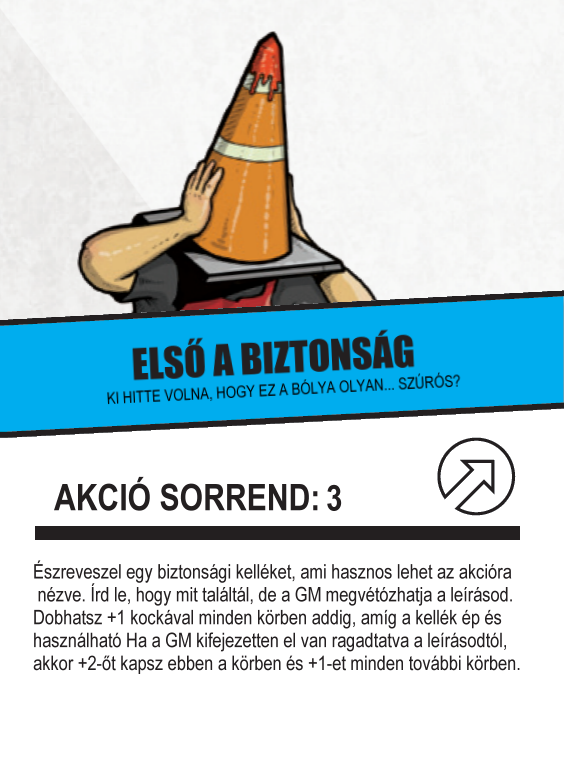 ELSŐ A BIZTONSÁG
KI HITTE VOLNA, HOGY EZ A BÓLYA OLYAN... SZÚRÓS?
AKCIÓ SORREND: 3
Észreveszel egy biztonsági kelléket, ami hasznos lehet az akcióra
nézve. Írd le, hogy mit találtál, de a GM megvétózhatja a leírásod.
Dobhatsz +1 kockával minden körben addig, amíg a kellék ép és
használható Ha a GM kifejezetten el van ragadtatva a leírásodtól,
akkor +2-őt kapsz ebben a körben és +1-et minden további körben.